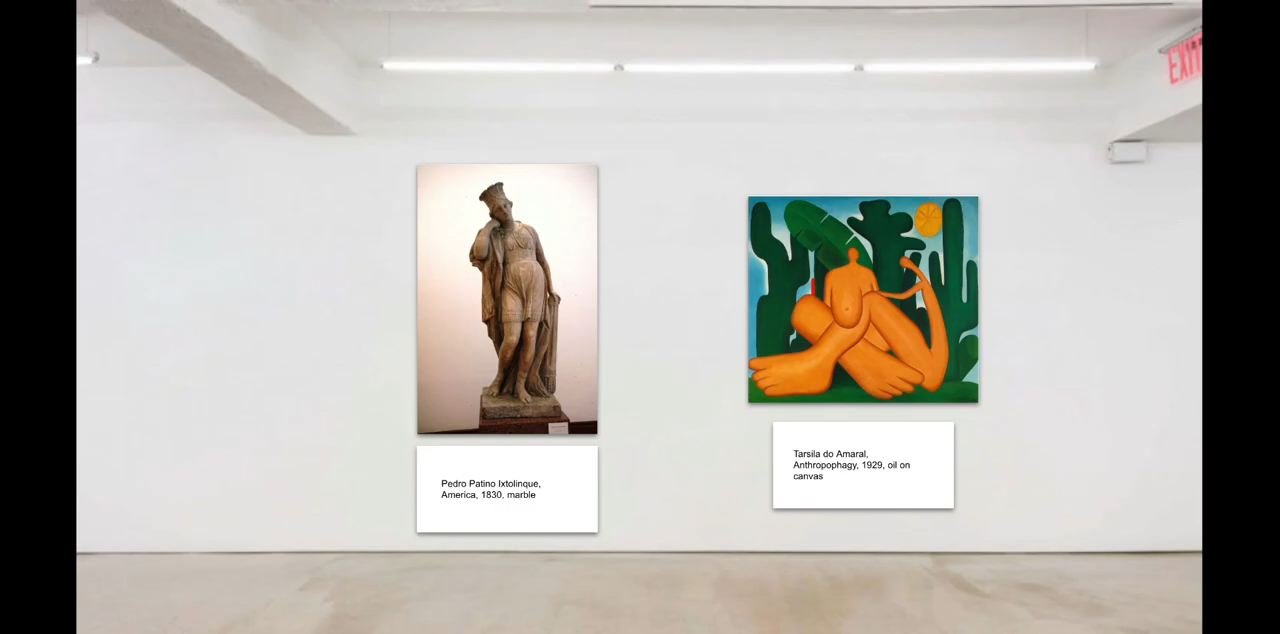 EXIT
Pedro Patino Ixtolinque,
America, 1830, marble
Tarsila do Amaral,
Anthropophagy, 1929, oil on
canvas